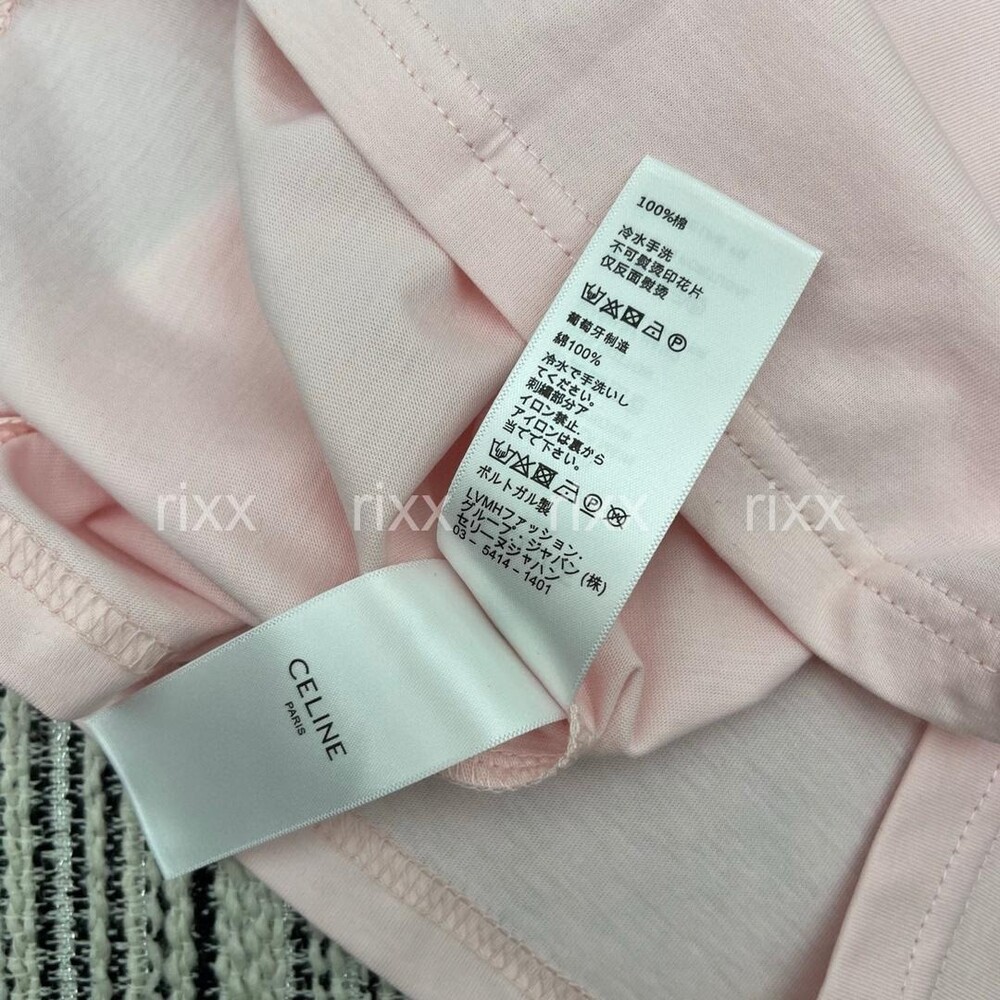 100%棉
冷水手洗
不可熨烫印花片
仅反面熨烫
葡萄牙制造
綿100%
冷水で手洗いし
てください。
刺繍部分ア
イロン禁止.
アイロンは裏から
当てて下さい。
ポルトガル製
LVMHファッション・
グループ・ジャパン(株)
セリーヌジャパン
03-5414-1401
CELINE
PARIS
rixx rixx rixx rixx